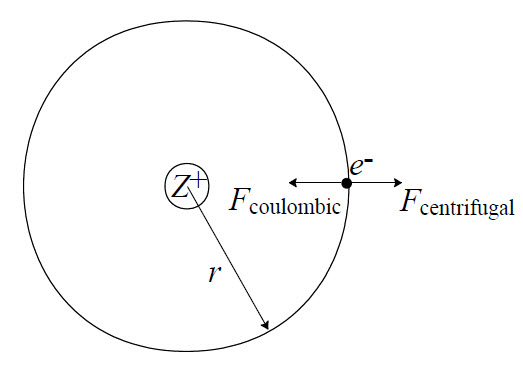 e-
Z+
Fcoulombic
Fcentrifugal
r